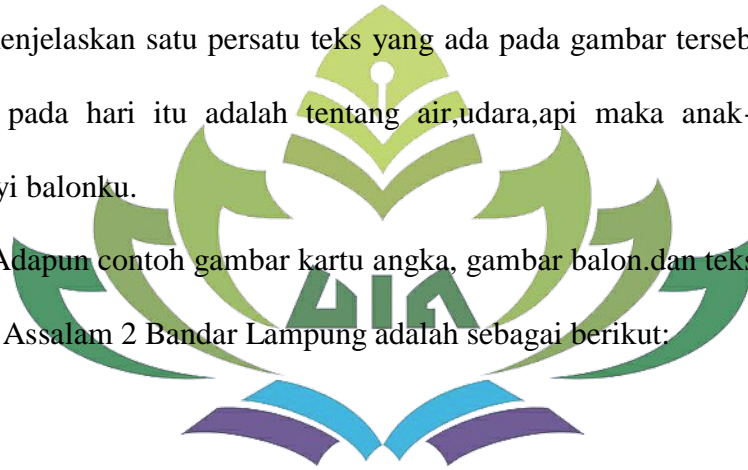 enjelaskan satu persatu teks yang ada pada gambar terseb
pada hari itu adalah tentang air,udara,api maka anak-
yi balonku.
Adapun contoh gambar kartu angka, gambar balon.dan teks
Assalam 2 Bandar Lampung adalah sebagai berikut:
UIN